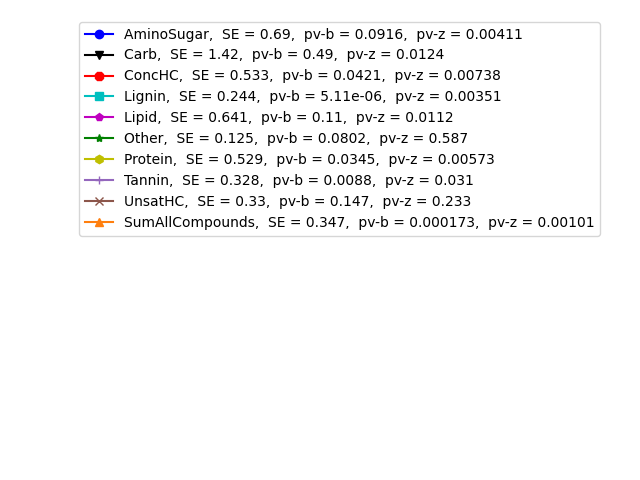 AminoSugar,  SE = 0.69,  pv-b = 0.0916,  pv-z = 0.00411
Carb,  SE = 1.42,  pv-b = 0.49,  pv-z = 0.0124
ConcHC,  SE = 0.533,  pv-b = 0.0421,  pv-z = 0.00738
Lignin,  SE = 0.244,  pv-b = 5.11e-06,  pv-z = 0.00351
Lipid,  SE = 0.641,  pv-b = 0.11,  pv-z = 0.0112
Other,  SE = 0.125,  pv-b = 0.0802,  pv-z = 0.587
Protein,  SE = 0.529,  pv-b = 0.0345,  pv-z = 0.00573
Tannin,  SE = 0.328,  pv-b = 0.0088,  pv-z = 0.031
UnsatHC,  SE = 0.33,  pv-b = 0.147,  pv-z = 0.233
SumAllCompounds,  SE = 0.347,  pv-b = 0.000173,  pv-z = 0.00101